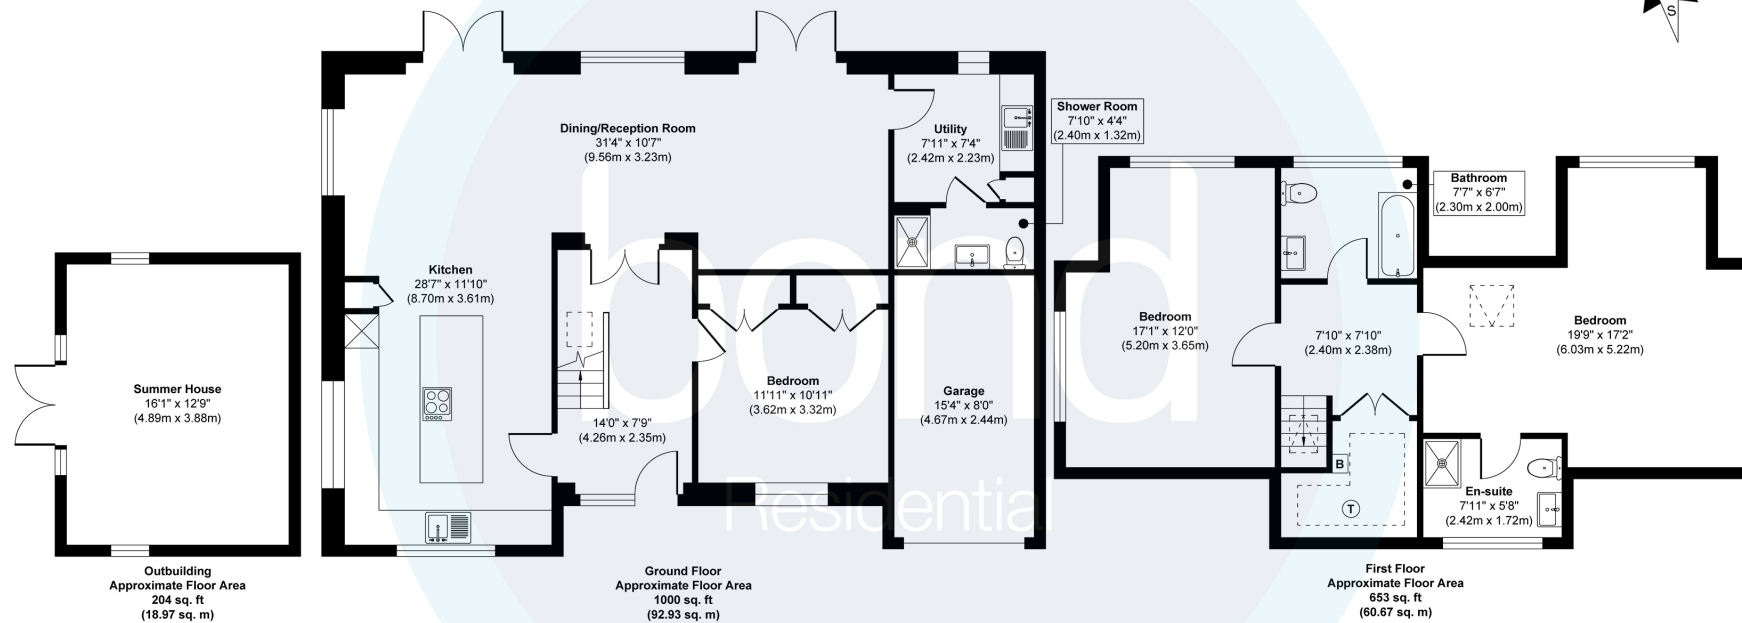 S
Dining/Reception Room
31'4" x 10'7"
(9.56m x 3.23m)
Utility
7'11" x 7'4"
(2.42m x 2.23m)
Shower Room
7'10" x 4'4"
(2.40m x 1.32m)
Bathroom
7'7" x 6'7"
(2.30m x 2.00m)
Kitchen
28'7" x 11'10"
(8.70m x 3.61m)
Summer House
16'1" x 12'9"
(4.89m x 3.88m)
14'0" x 7'9"
(4.26m x 2.35m)
Bedroom
11'11" x 10'11"
(3.62m x 3.32m)
Garage
15'4" x 8'0"
(4.67m x 2.44m)
Bedroom
17'1" x 12'0"
(5.20m x 3.65m)
7'10" x 7'10"
(2.40m x 2.38m)
Bedroom
19'9" x 17'2"
(6.03m x 5.22m)
B
T
En-suite
7'11" x 5'8"
(2.42m x 1.72m)
bond
Residential
Outbuilding
Approximate Floor Area
204 sq. ft
(18.97 sq. m)
Ground Floor
Approximate Floor Area
1000 sq. ft
(92.93 sq. m)
First Floor
Approximate Floor Area
653 sq. ft
(60.67 sq. m)